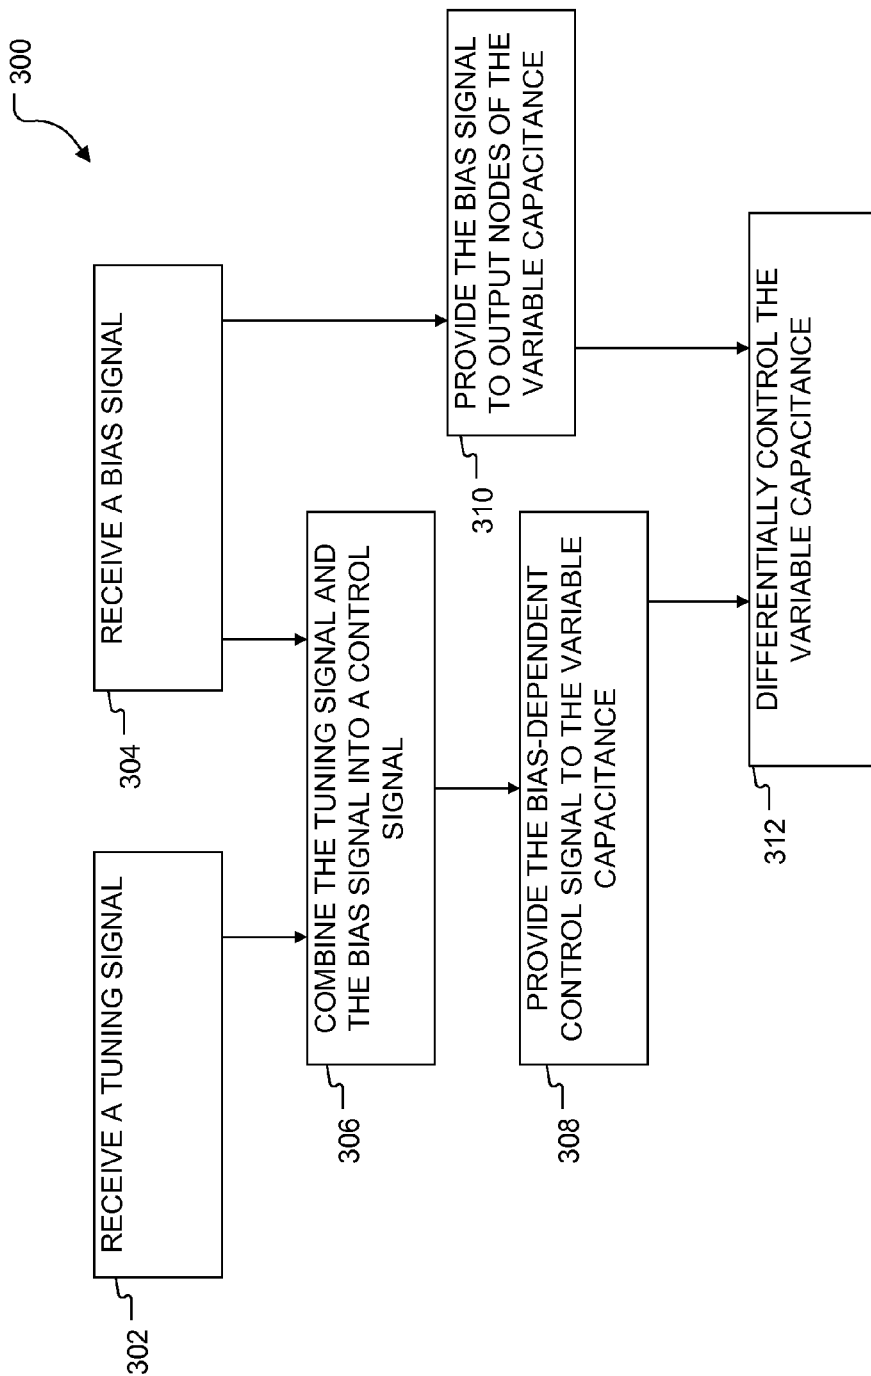 300
302
RECEIVE A TUNING SIGNAL
304
RECEIVE A BIAS SIGNAL
306
COMBINE THE TUNING SIGNAL AND
THE BIAS SIGNAL INTO A CONTROL
SIGNAL
308
PROVIDE THE BIAS-DEPENDENT
CONTROL SIGNAL TO THE VARIABLE
CAPACITANCE
310
PROVIDE THE BIAS SIGNAL
TO OUTPUT NODES OF THE
VARIABLE CAPACITANCE
312
DIFFERENTIALLY CONTROL THE
VARIABLE CAPACITANCE